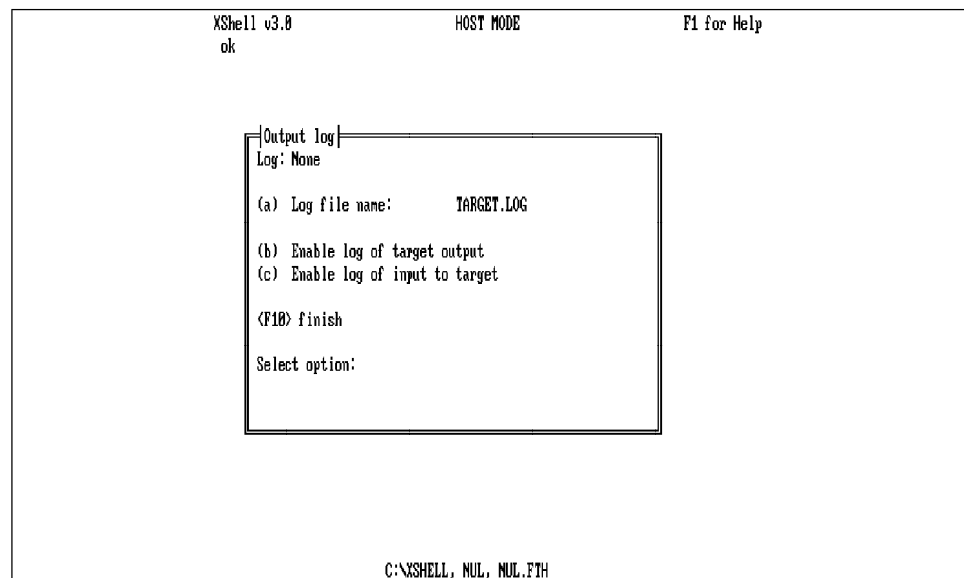 XShell v3.0 HOST MODE F1 for Help
ok
Output log
Log: None
(a) Log file name: TARGET.LOG
(b) Enable log of target output
(c) Enable log of input to target
<F10> finish
Select option:
C:\XSHELL, NUL, NUL.FTH